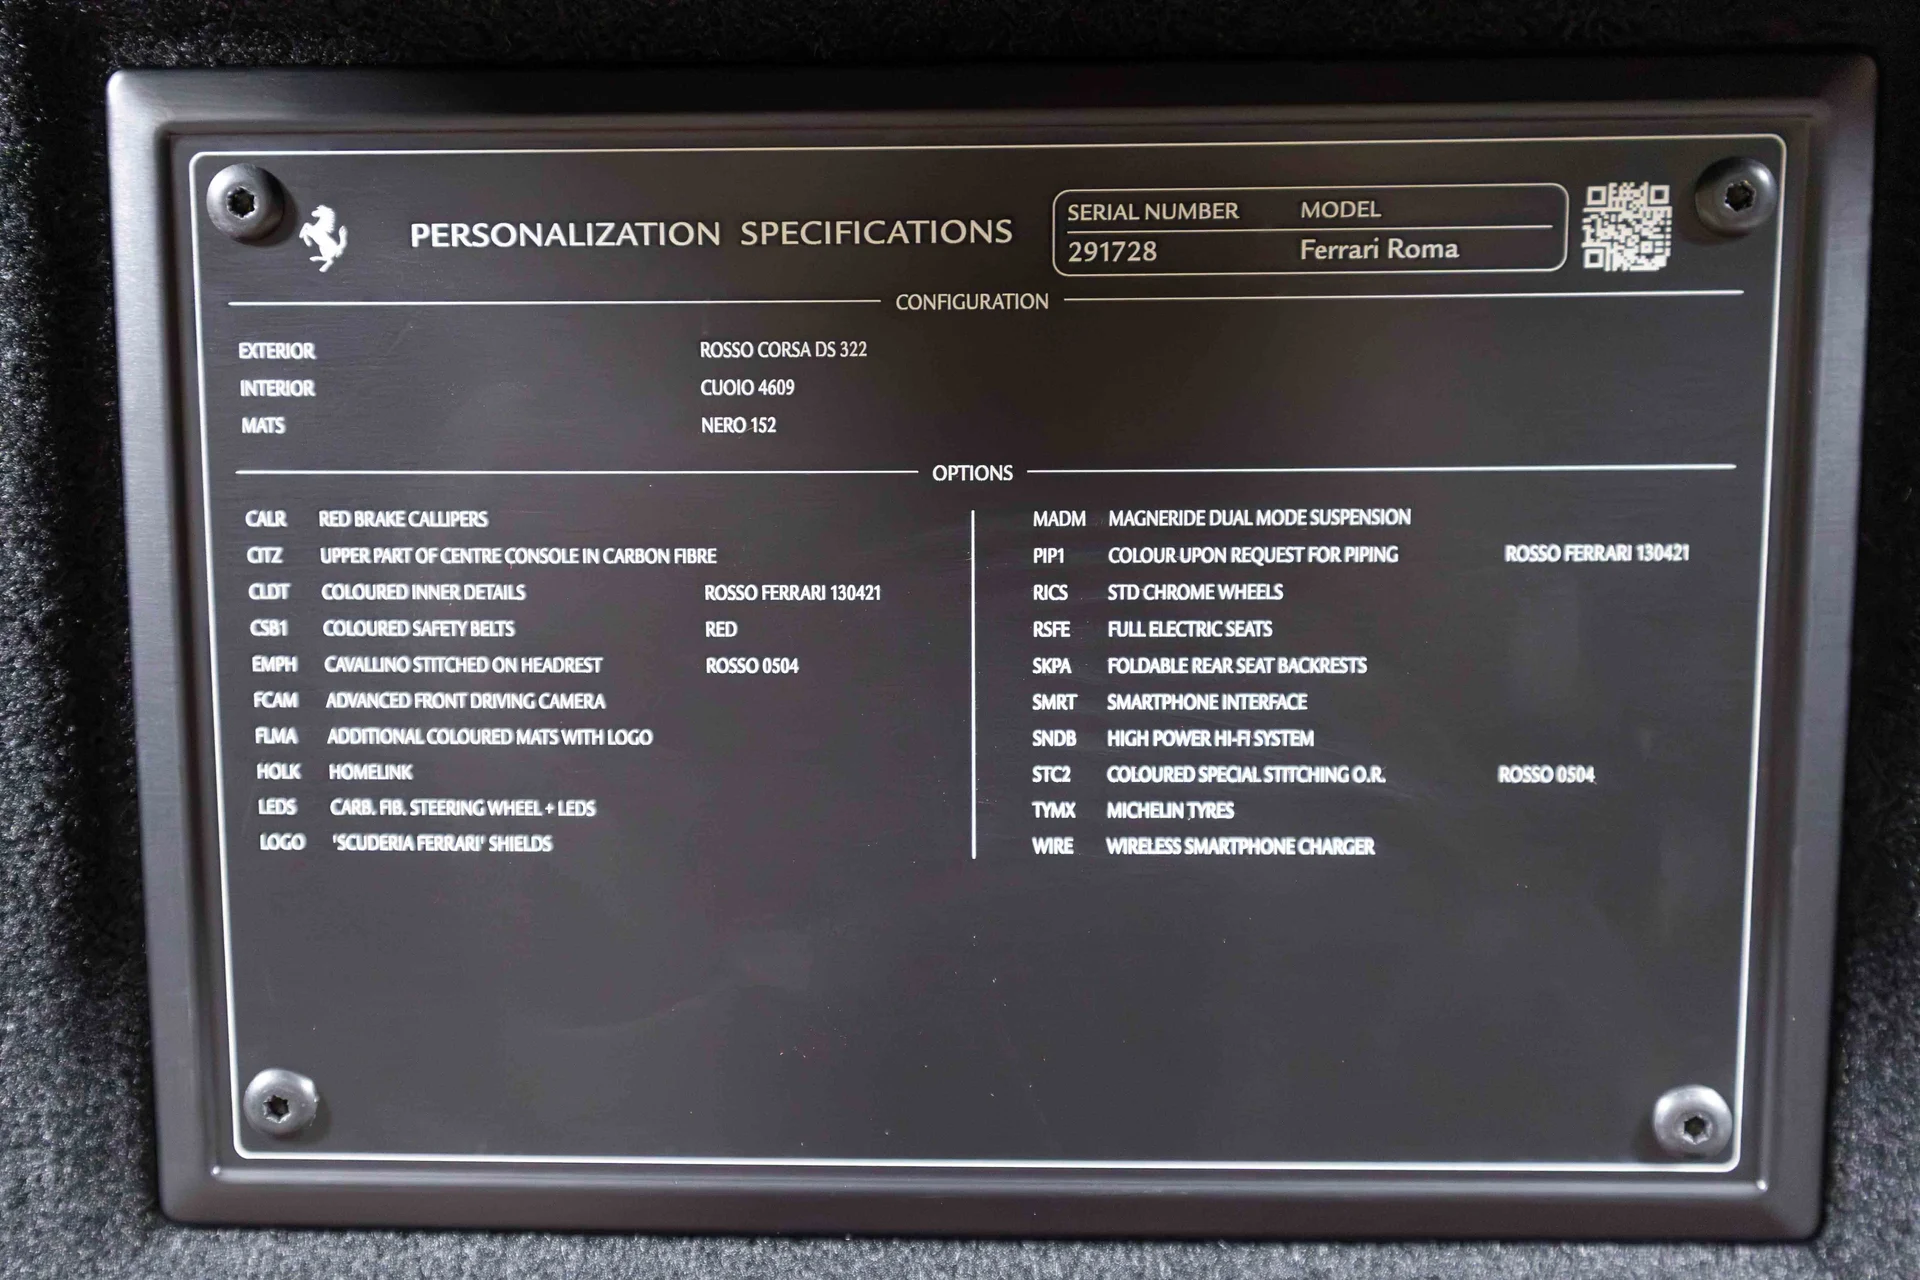 PERSONALIZATION SPECIFICATIONS
SERIAL NUMBER MODEL
291728 Ferrari Roma
CONFIGURATION
EXTERIOR ROSSO CORSA DS 322
INTERIOR CUOIO 4609
MATS NERO 152
OPTIONS
CALR RED BRAKE CALLIPERS
CITZ UPPER PART OF CENTRE CONSOLE IN CARBON FIBRE
CLDT COLOURED INNER DETAILS ROSSO FERRARI 130421
CSB1 COLOURED SAFETY BELTS RED
EMPH CAVALLINO STITCHED ON HEADREST ROSSO 0504
FCAM ADVANCED FRONT DRIVING CAMERA
FLMA ADDITIONAL COLOURED MATS WITH LOGO
HOLK HOMELINK
LEDS CARB. FIB. STEERING WHEEL + LEDS
LOGO 'SCUDERIA FERRARI' SHIELDS
MADM MAGNERIDE DUAL MODE SUSPENSION
PIP1 COLOUR UPON REQUEST FOR PIPING ROSSO FERRARI 130421
RICS STD CHROME WHEELS
RSFE FULL ELECTRIC SEATS
SKPA FOLDABLE REAR SEAT BACKRESTS
SMRT SMARTPHONE INTERFACE
SNDB HIGH POWER HI-FI SYSTEM
STC2 COLOURED SPECIAL STITCHING O.R. ROSSO 0504
TYMX MICHELIN TYRES
WIRE WIRELESS SMARTPHONE CHARGER